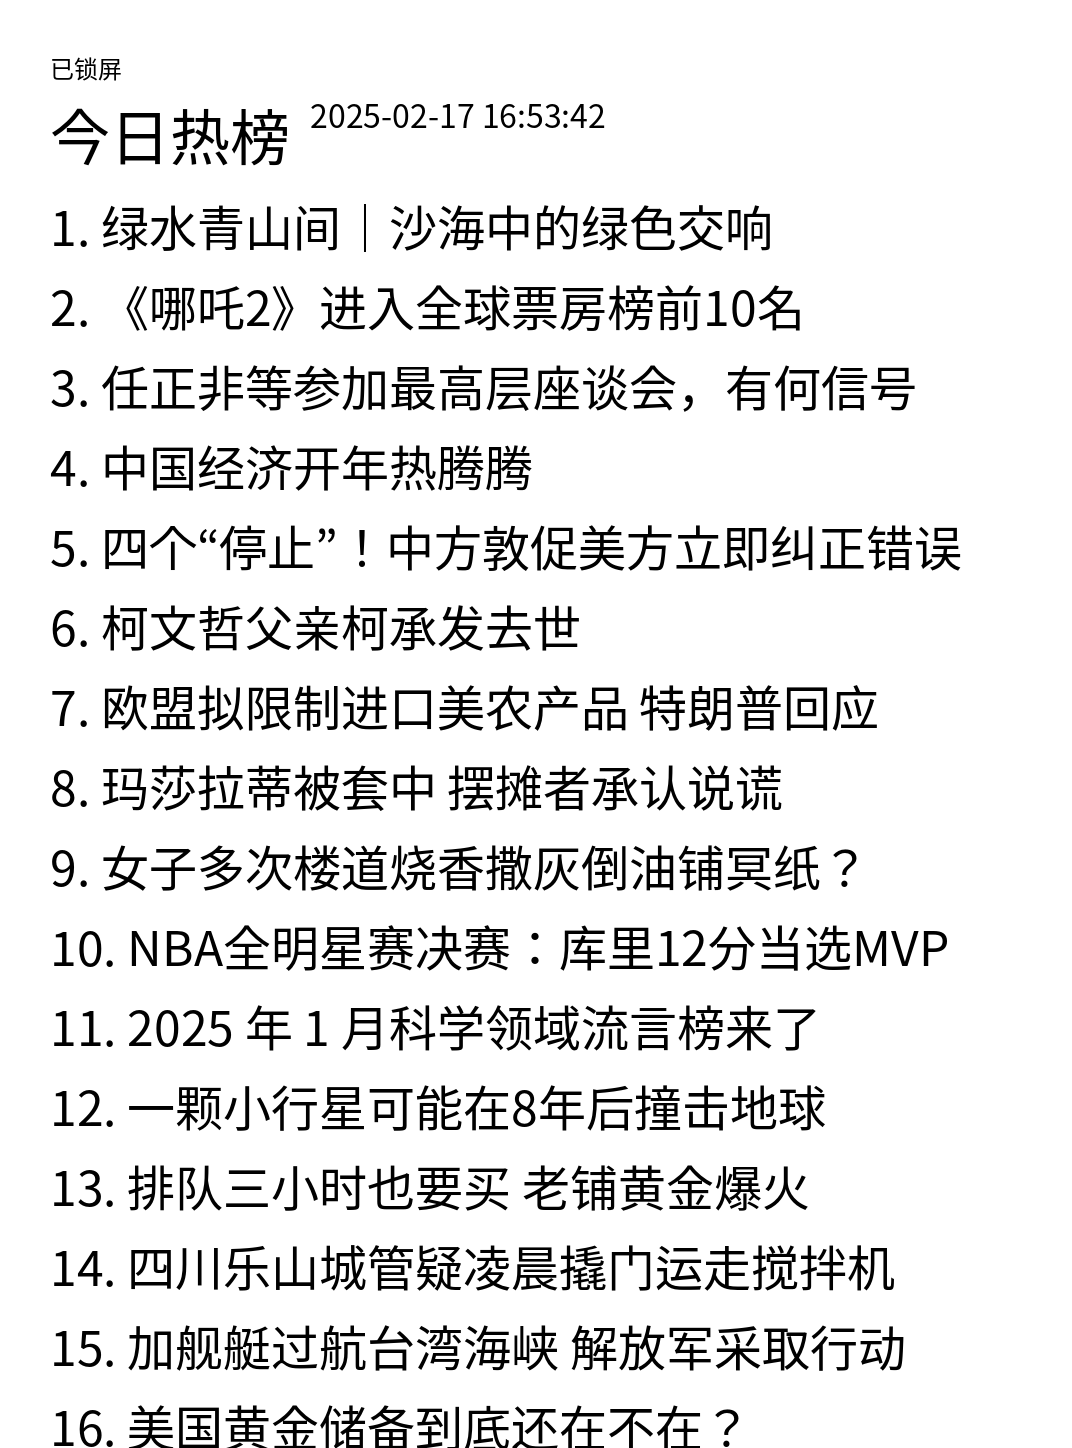 已锁屏
今日热榜 2025-02-17 16:53:42
1. 绿水青山间｜沙海中的绿色交响
2. 《哪吒2》进入全球票房榜前10名
3. 任正非等参加最高层座谈会，有何信号
4. 中国经济开年热腾腾
5. 四个“停止”！中方敦促美方立即纠正错误
6. 柯文哲父亲柯承发去世
7. 欧盟拟限制进口美农产品 特朗普回应
8. 玛莎拉蒂被套中 摆摊者承认说谎
9. 女子多次楼道烧香撒灰倒油铺冥纸？
10. NBA全明星赛决赛：库里12分当选MVP
11. 2025 年 1 月科学领域流言榜来了
12. 一颗小行星可能在8年后撞击地球
13. 排队三小时也要买 老铺黄金爆火
14. 四川乐山城管疑凌晨撬门运走搅拌机
15. 加舰艇过航台湾海峡 解放军采取行动
16. 美国黄金储备到底还在不在？